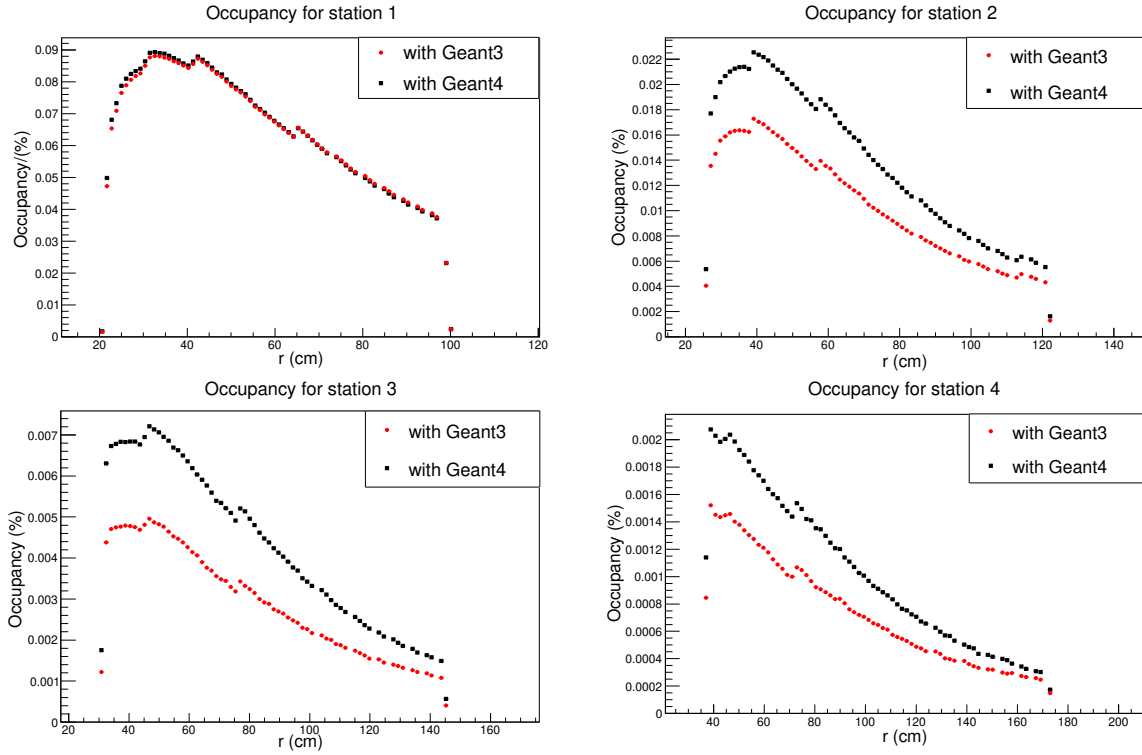 Occupancy for station 1
Occupancy/(%)
0.09
0.08
0.07
0.06
0.05
0.04
0.03
0.02
0.01
0
with Geant3
with Geant4
20 40 60 80 100 120
r (cm)
Occupancy for station 2
Occupancy (%)
0.022
0.02
0.018
0.016
0.014
0.012
0.01
0.008
0.006
0.004
0.002
0
with Geant3
with Geant4
20 40 60 80 100 120 140
r (cm)
Occupancy for station 3
Occupancy (%)
0.007
0.006
0.005
0.004
0.003
0.002
0.001
0
with Geant3
with Geant4
20 40 60 80 100 120 140 160
r (cm)
Occupancy for station 4
Occupancy (%)
0.002
0.0018
0.0016
0.0014
0.0012
0.001
0.0008
0.0006
0.0004
0.0002
0
with Geant3
with Geant4
40 60 80 100 120 140 160 180 200
r (cm)